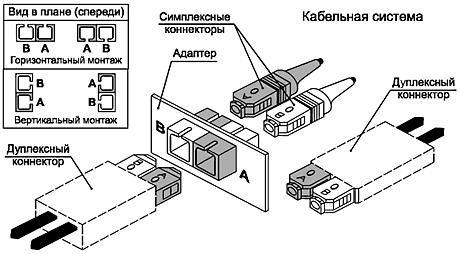 Вид в плане (спереди)
В А А В
Горизонтальный монтаж
В А
А В
Вертикальный монтаж
Симплексные
коннекторы
Кабельная система
Адаптер
Дуплексный
коннектор
Дуплексный
коннектор
В
А
А
В